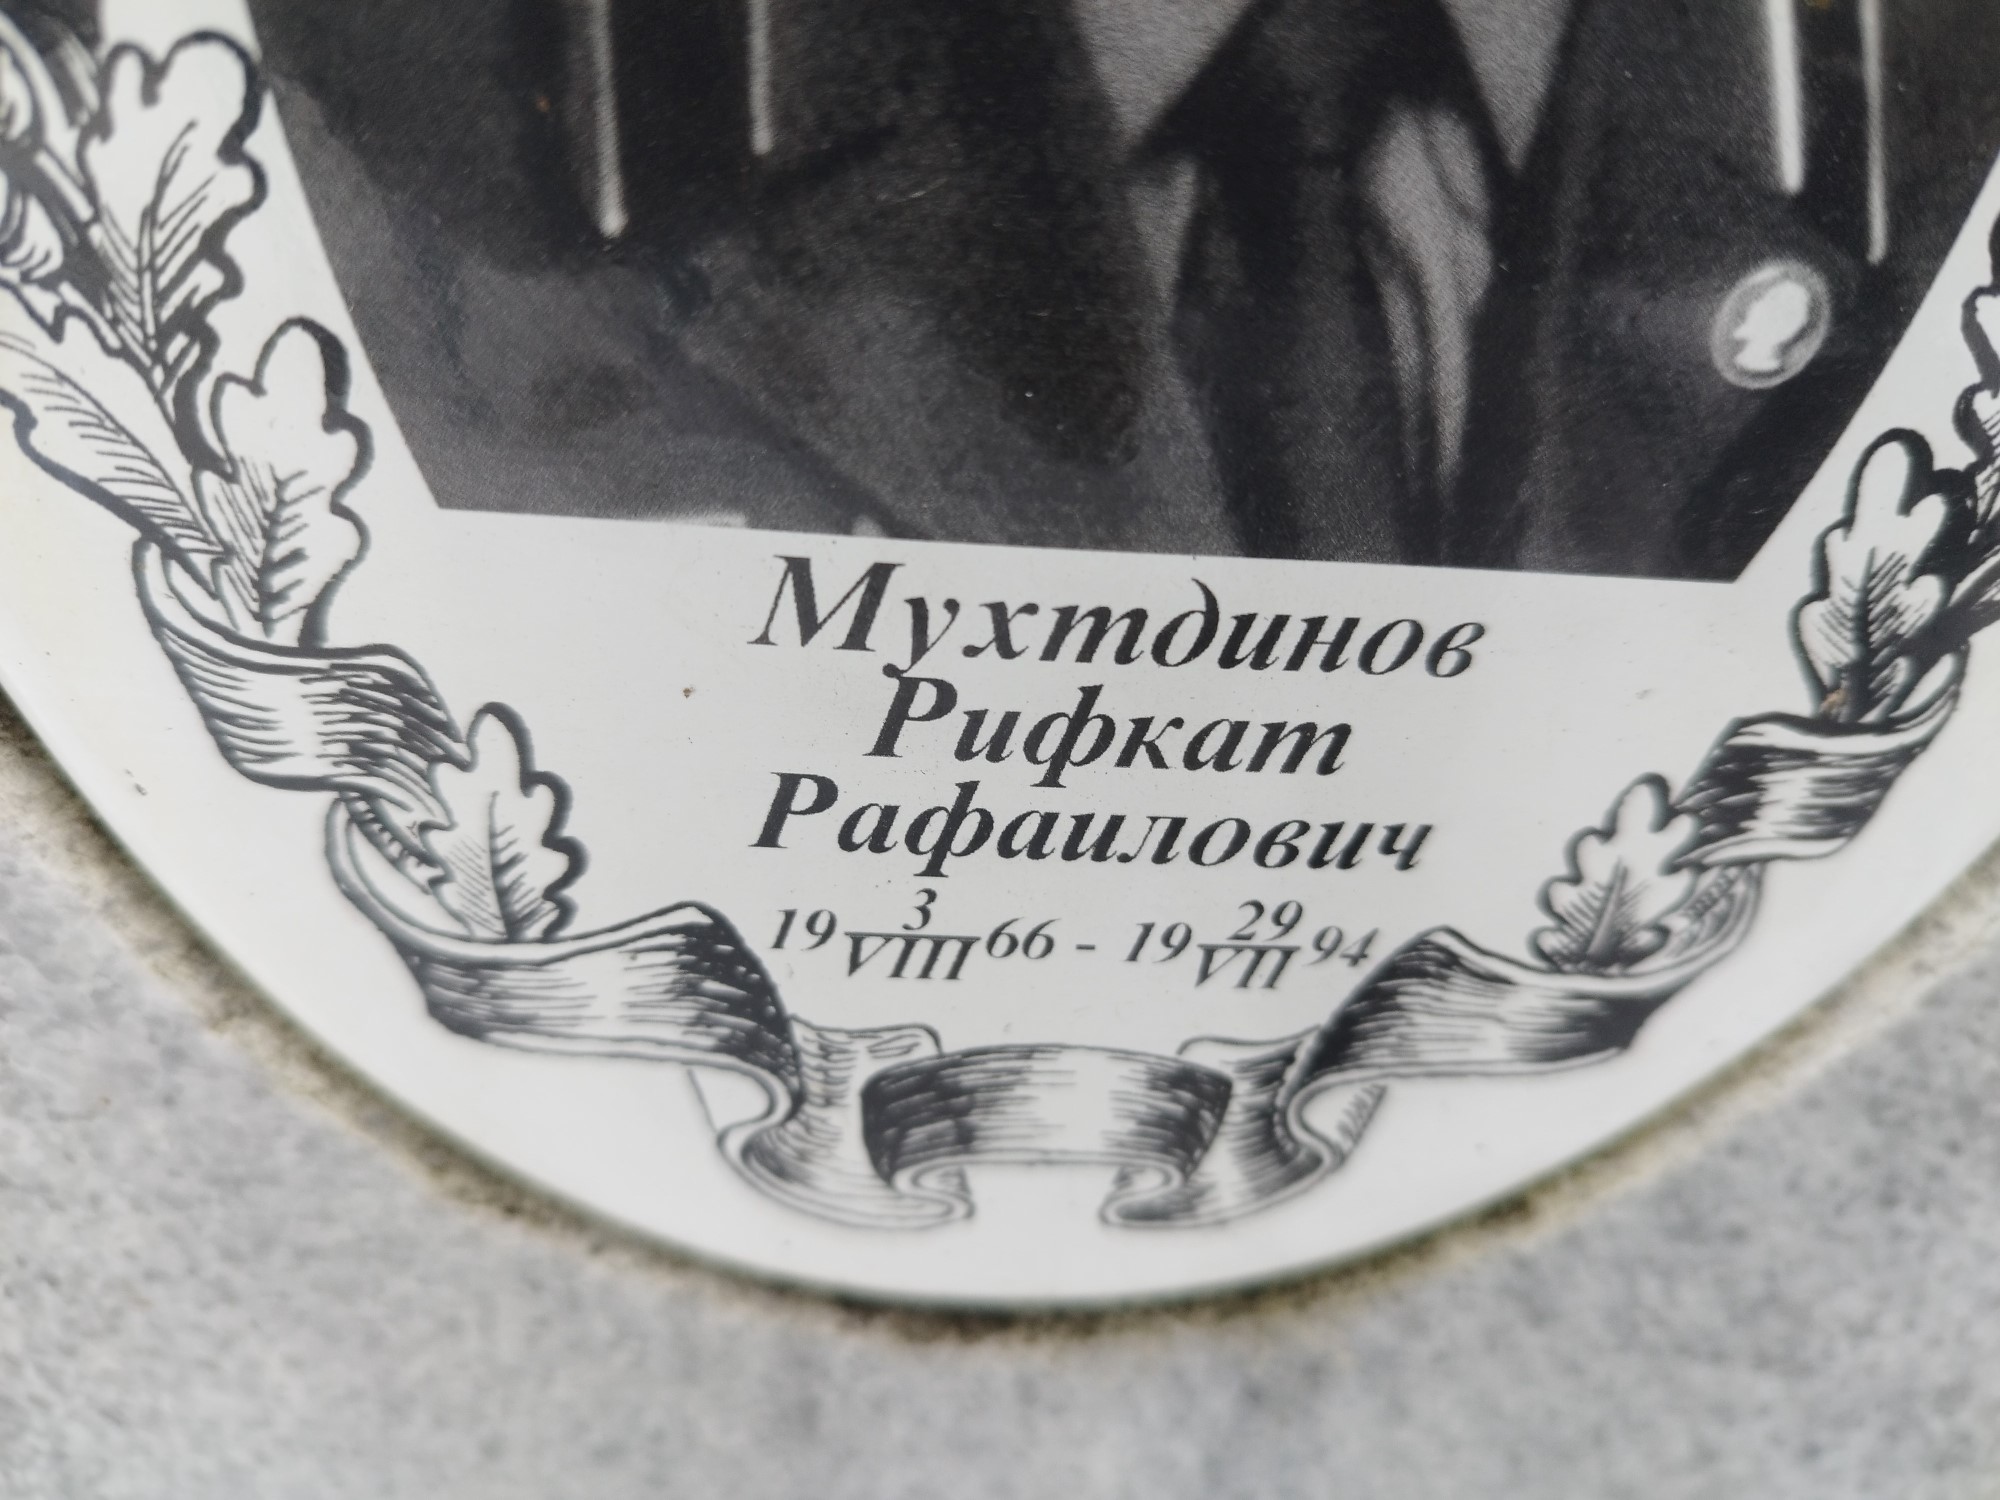 Мухтдинов
Рифкат
Рафаилович
19 3/VIII 66 - 19 29/VII 94